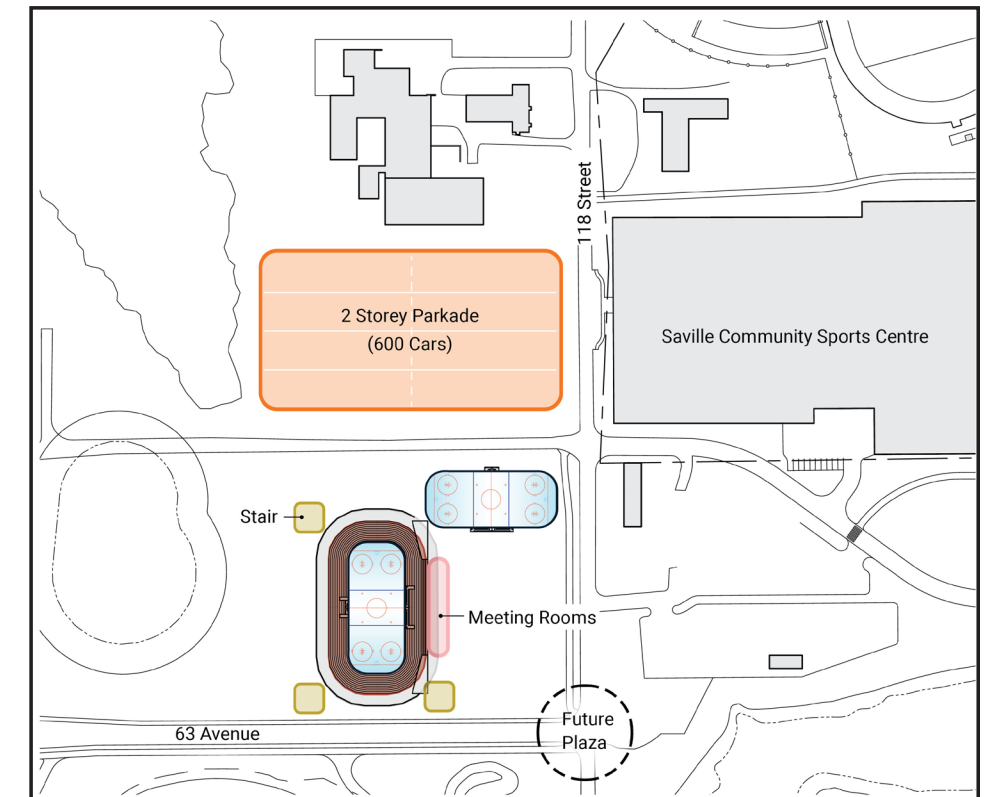 118 Street
2 Storey Parkade
(600 Cars)
Saville Community Sports Centre
Stair
Meeting Rooms
Future
Plaza
63 Avenue